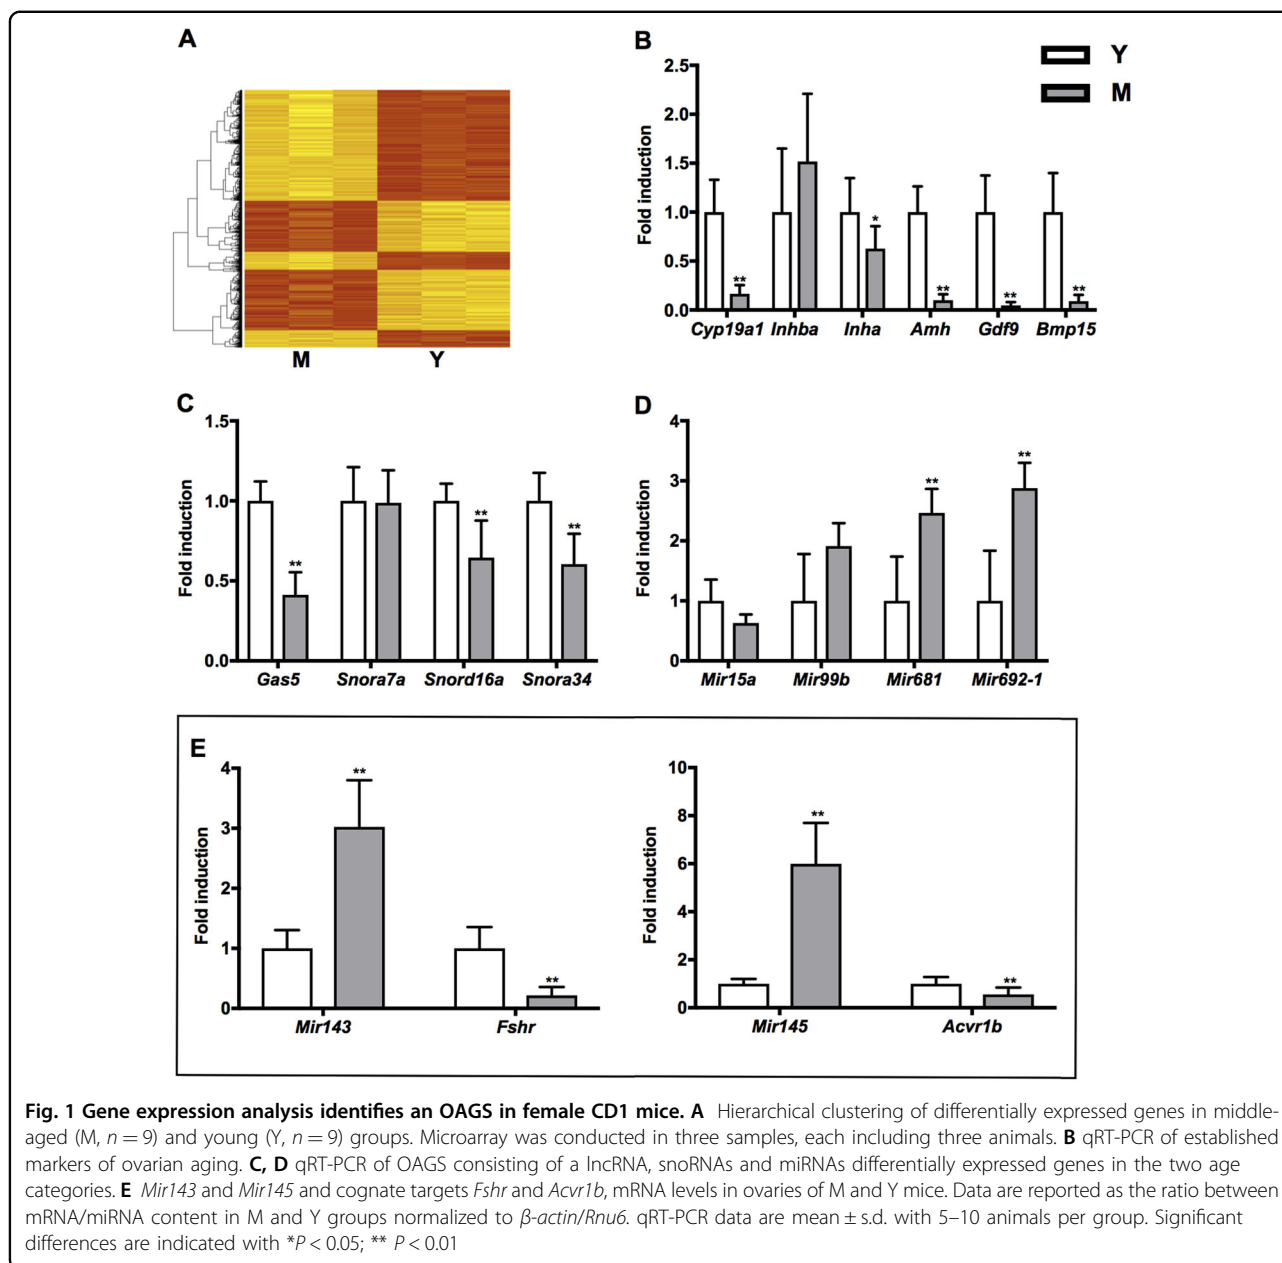 A
M Y
B
Y
M
Fold induction
2.5
2.0
1.5
1.0
0.5
0.0
** * ** ** **
Cyp19a1 Inhba Inha Amh Gdf9 Bmp15
C
Fold induction
1.5
1.0
0.5
0.0
** ** **
Gas5 Snora7a Snord16a Snora34
D
Fold induction
4
3
2
1
0
** **
Mir15a Mir99b Mir681 Mir692-1
E
Fold induction
4
3
2
1
0
** **
Mir143 Fshr
Fold induction
10
8
6
4
2
0
** **
Mir145 Acvr1b
Fig. 1 Gene expression analysis identifies an OAGS in female CD1 mice. A Hierarchical clustering of differentially expressed genes in middle-
aged (M, n = 9) and young (Y, n = 9) groups. Microarray was conducted in three samples, each including three animals. B qRT-PCR of established
markers of ovarian aging. C, D qRT-PCR of OAGS consisting of a lncRNA, snoRNAs and miRNAs differentially expressed genes in the two age
categories. E Mir143 and Mir145 and cognate targets Fshr and Acvr1b, mRNA levels in ovaries of M and Y mice. Data are reported as the ratio between
mRNA/miRNA content in M and Y groups normalized to β-actin/Rnu6. qRT-PCR data are mean ± s.d. with 5–10 animals per group. Significant
differences are indicated with *P < 0.05; ** P < 0.01